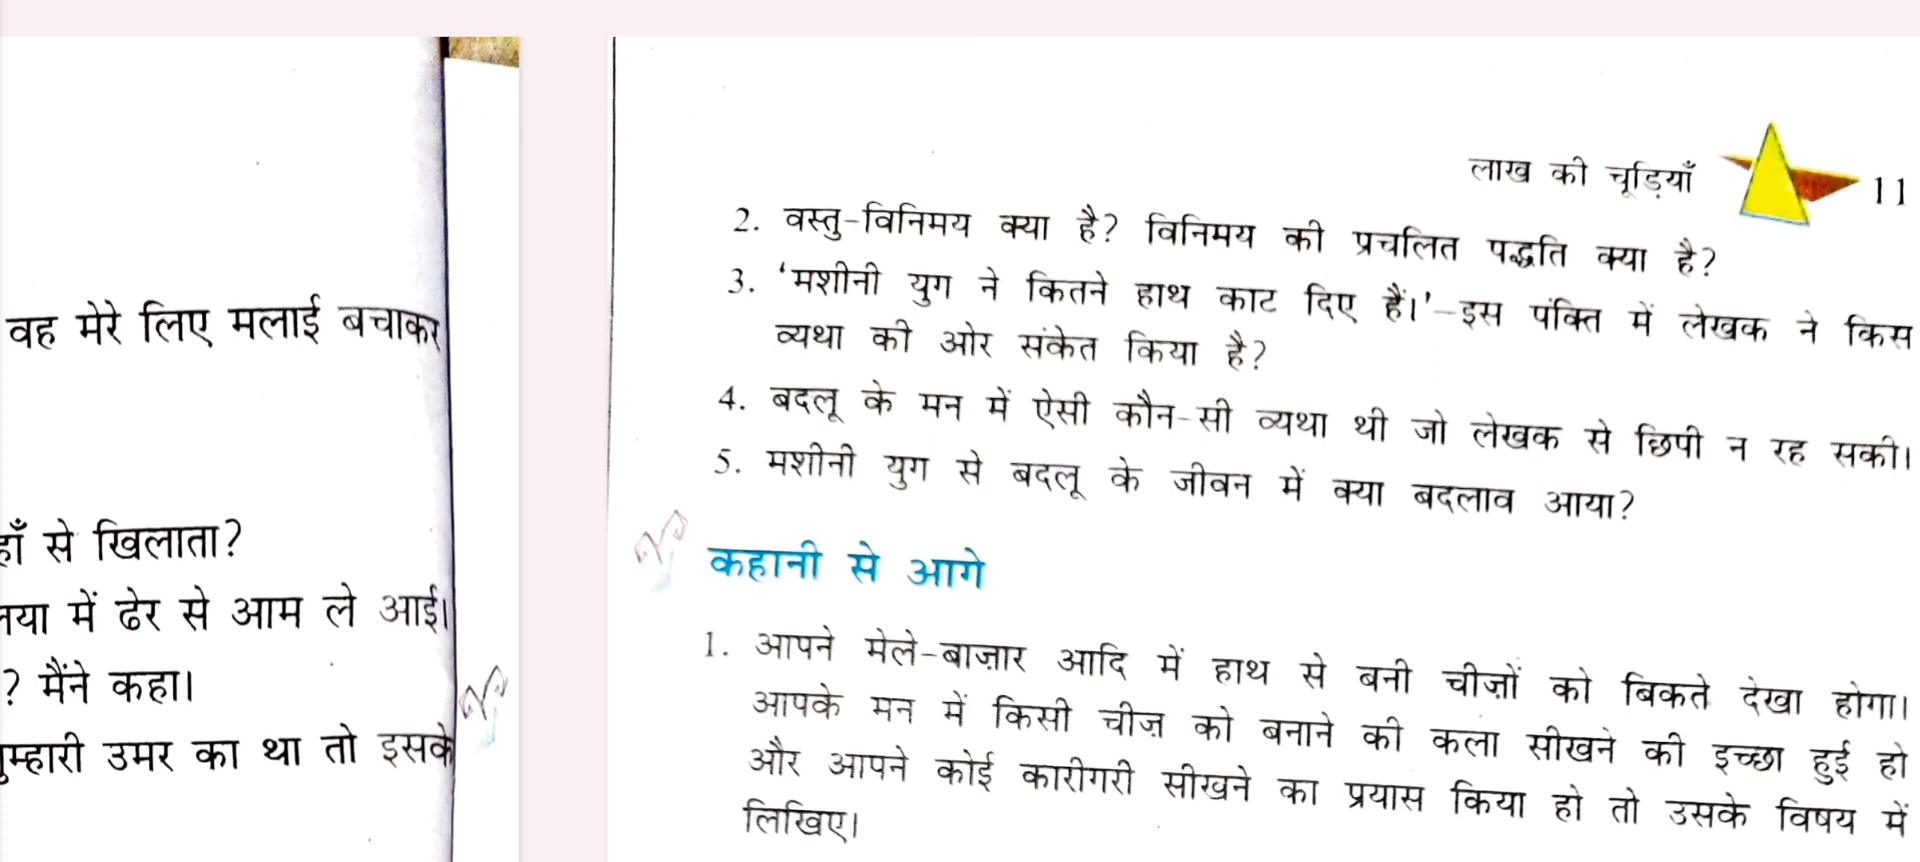 वह मेरे लिए मलाई बचाकर
से खिलाता?
में ढेर से आम ले आई।
? मैंने कहा।
उमर का था तो इसके
लाख की चूड़ियाँ 11
2. वस्तु-विनिमय क्या है? विनिमय की प्रचलित पद्धति क्या है?
3. 'मशीनी युग ने कितने हाथ काट दिए हैं।'-इस पंक्ति में लेखक ने किस
व्यथा की ओर संकेत किया है?
4. बदलू के मन में ऐसी कौन-सी व्यथा थी जो लेखक से छिपी न रह सकी।
5. मशीनी युग से बदलू के जीवन में क्या बदलाव आया?
कहानी से आगे
1. आपने मेले-बाज़ार आदि में हाथ से बनी चीज़ों को बिकते देखा होगा।
आपके मन में किसी चीज़ को बनाने की कला सीखने की इच्छा हुई हो
और आपने कोई कारीगरी सीखने का प्रयास किया हो तो उसके विषय में
लिखिए।